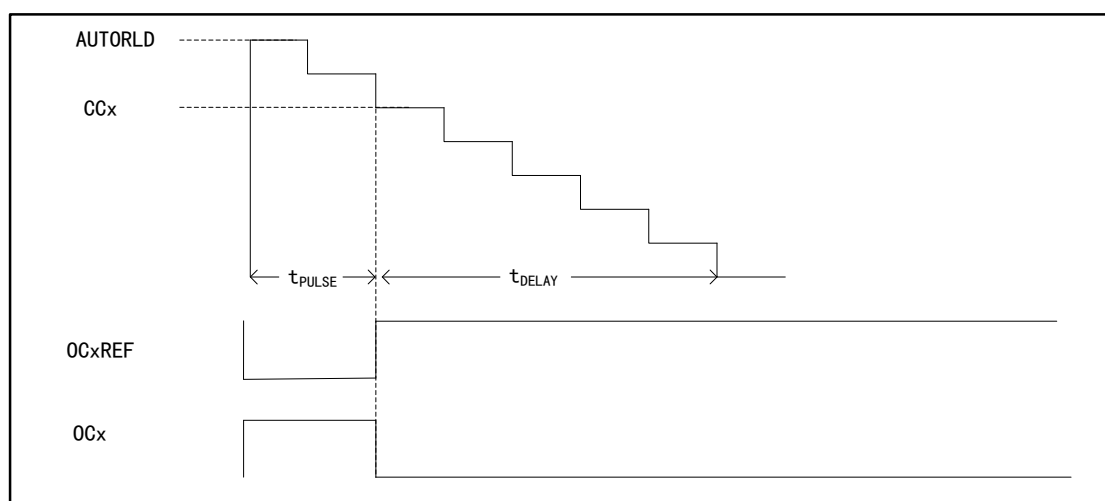 AUTORLD
CCx
tPULSE
tDELAY
OCxREF
OCx